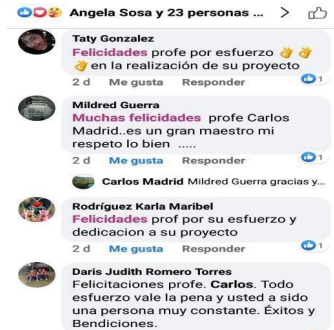 Angela Sosa y 23 personas ...
Taty Gonzalez
Felicidades profe por esfuerzo 👌👌
👌en la realización de su proyecto
2 d Me gusta Responder 1
Mildred Guerra
Muchas felicidades profe Carlos
Madrid..es un gran maestro mi
respeto lo bien .....
2 d Me gusta Responder 1
Carlos Madrid Mildred Guerra gracias y...
Rodríguez Karla Maribel
Felicidades prof por su esfuerzo y
dedicacion a su proyecto
2 d Me gusta Responder 1
Daris Judith Romero Torres
Felicitaciones profe. Carlos. Todo
esfuerzo vale la pena y usted a sido
una persona muy constante. Éxitos y
Bendiciones.